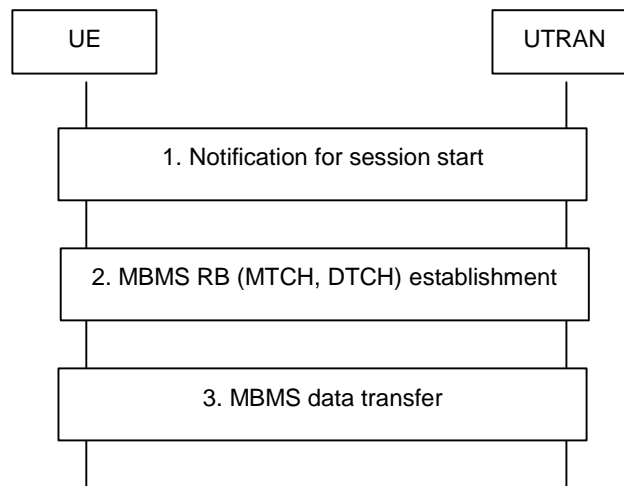 UE
UTRAN
1. Notification for session start
2. MBMS RB (MTCH, DTCH) establishment
3. MBMS data transfer